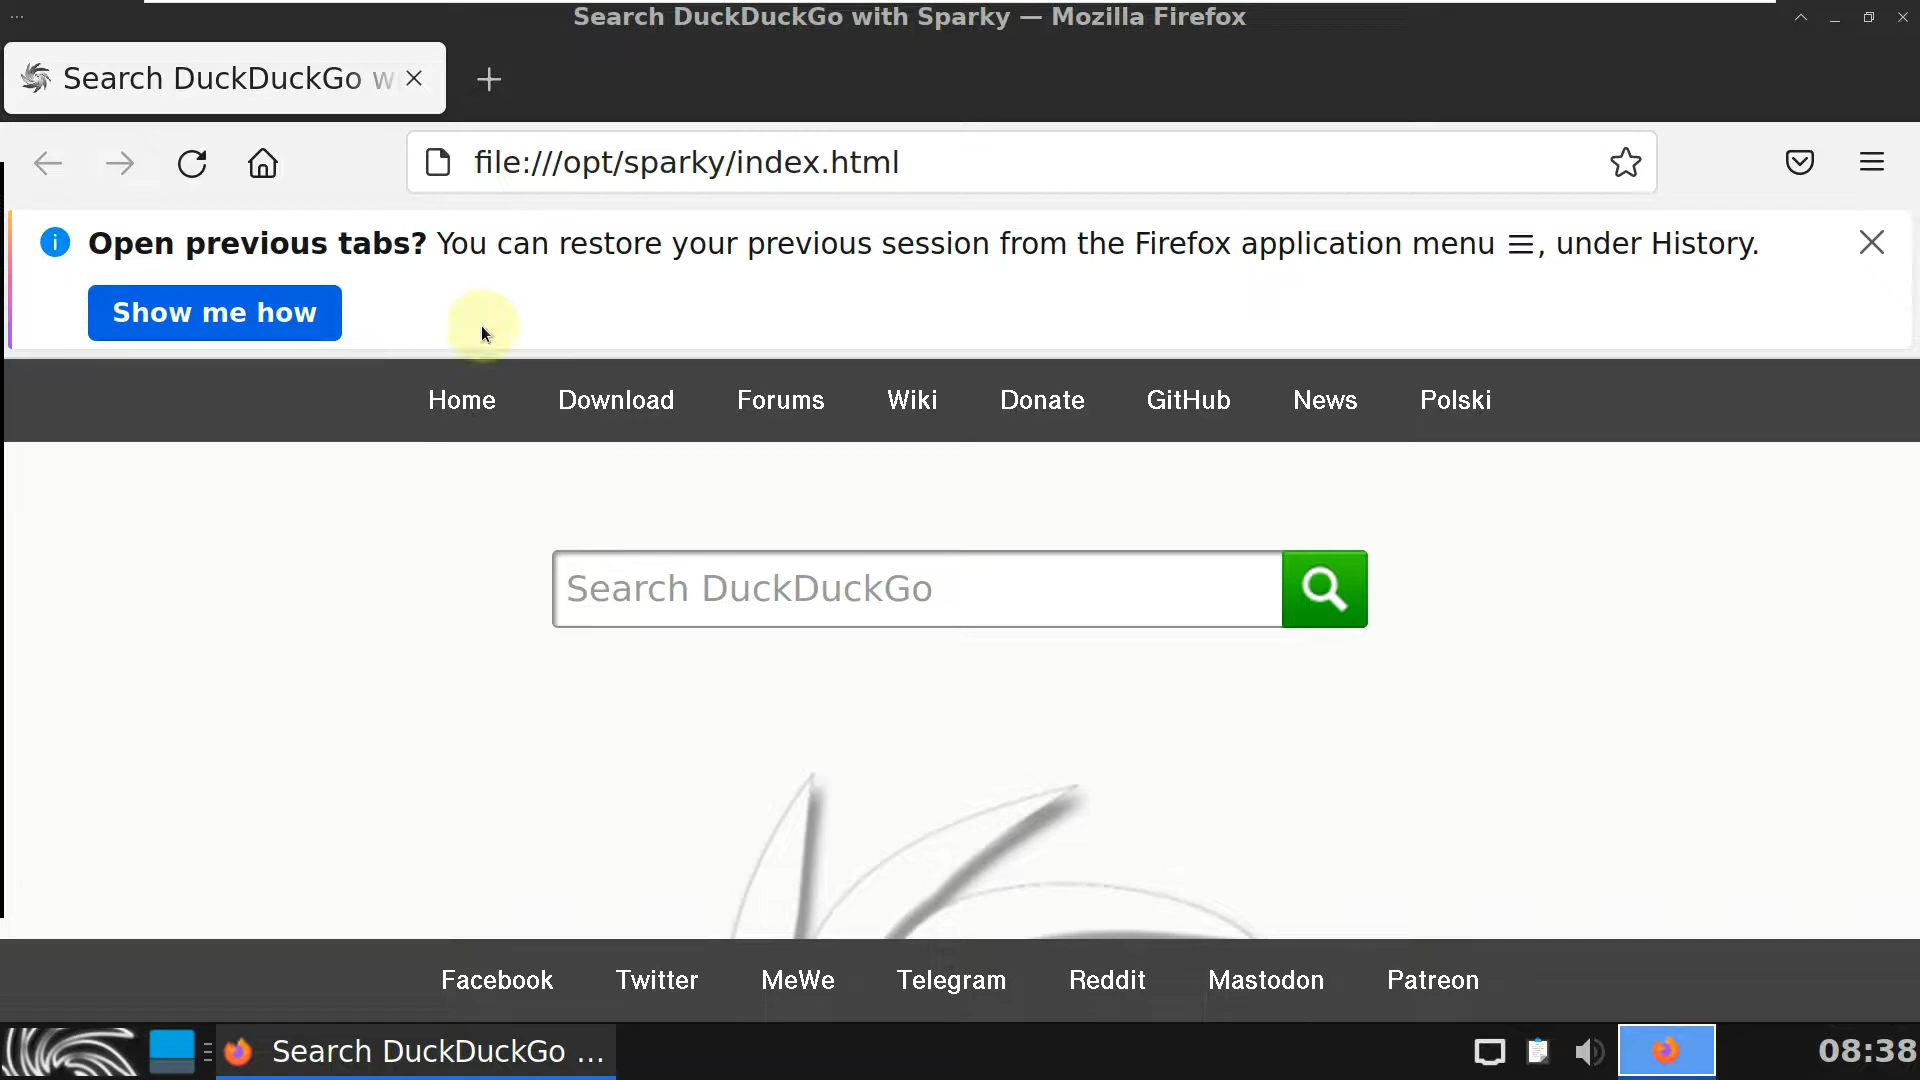 Search DuckDuckGo with Sparky — Mozilla Firefox
Search DuckDuckGo w
file:///opt/sparky/index.html
Open previous tabs? You can restore your previous session from the Firefox application menu ☰, under History.
Show me how
Home Download Forums Wiki Donate GitHub News Polski
Search DuckDuckGo
Facebook Twitter MeWe Telegram Reddit Mastodon Patreon
Search DuckDuckGo ...
08:38